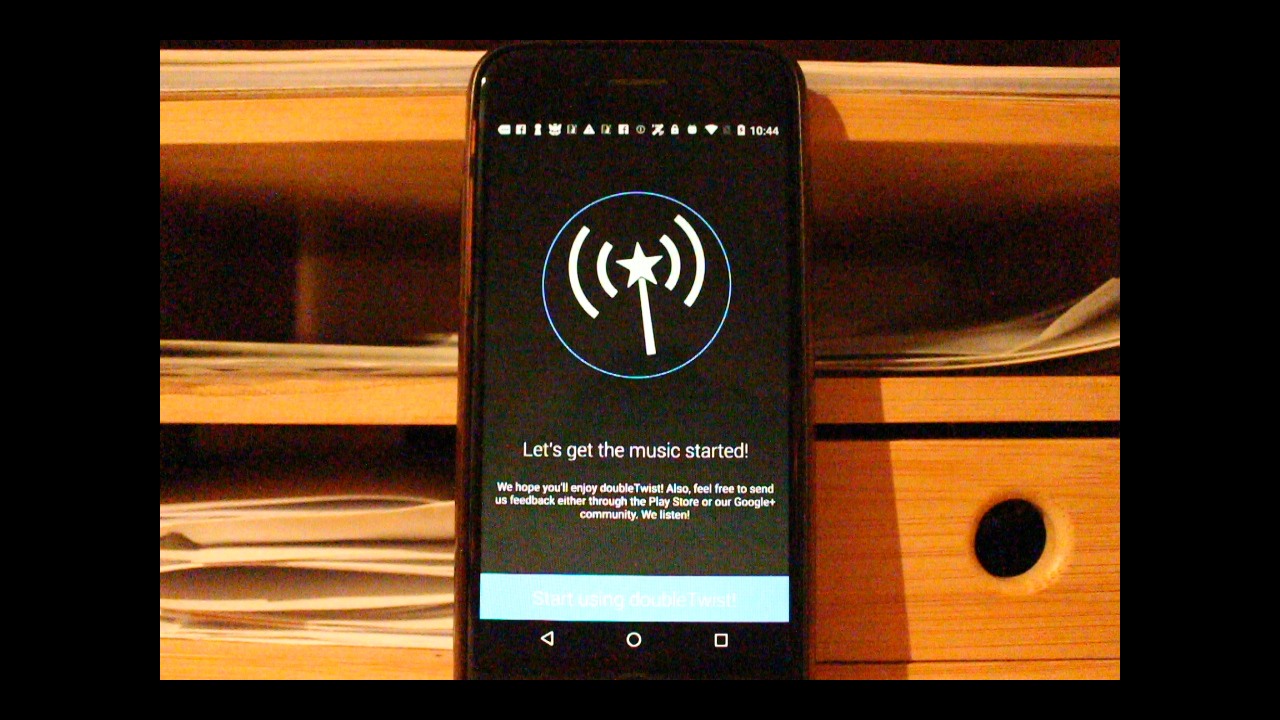 10:44
Let's get the music started!
We hope you'll enjoy doubleTwist! Also, feel free to send
us feedback either through the Play Store or our Google+
community. We listen!
Start using doubleTwist!